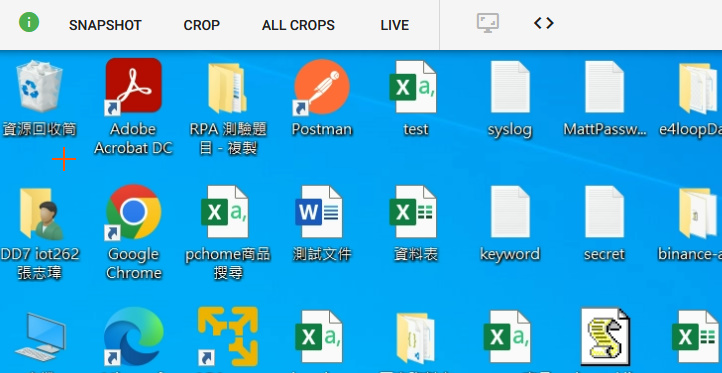 SNAPSHOT CROP ALL CROPS LIVE
資源回收筒
Adobe
Acrobat DC
RPA 測驗題
目 - 複製
Postman
test
syslog
MattPassw...
e4loopDa
DD7 iot262
張志瑋
Google
Chrome
pchome商品
搜尋
測試文件
資料表
keyword
secret
binance-a